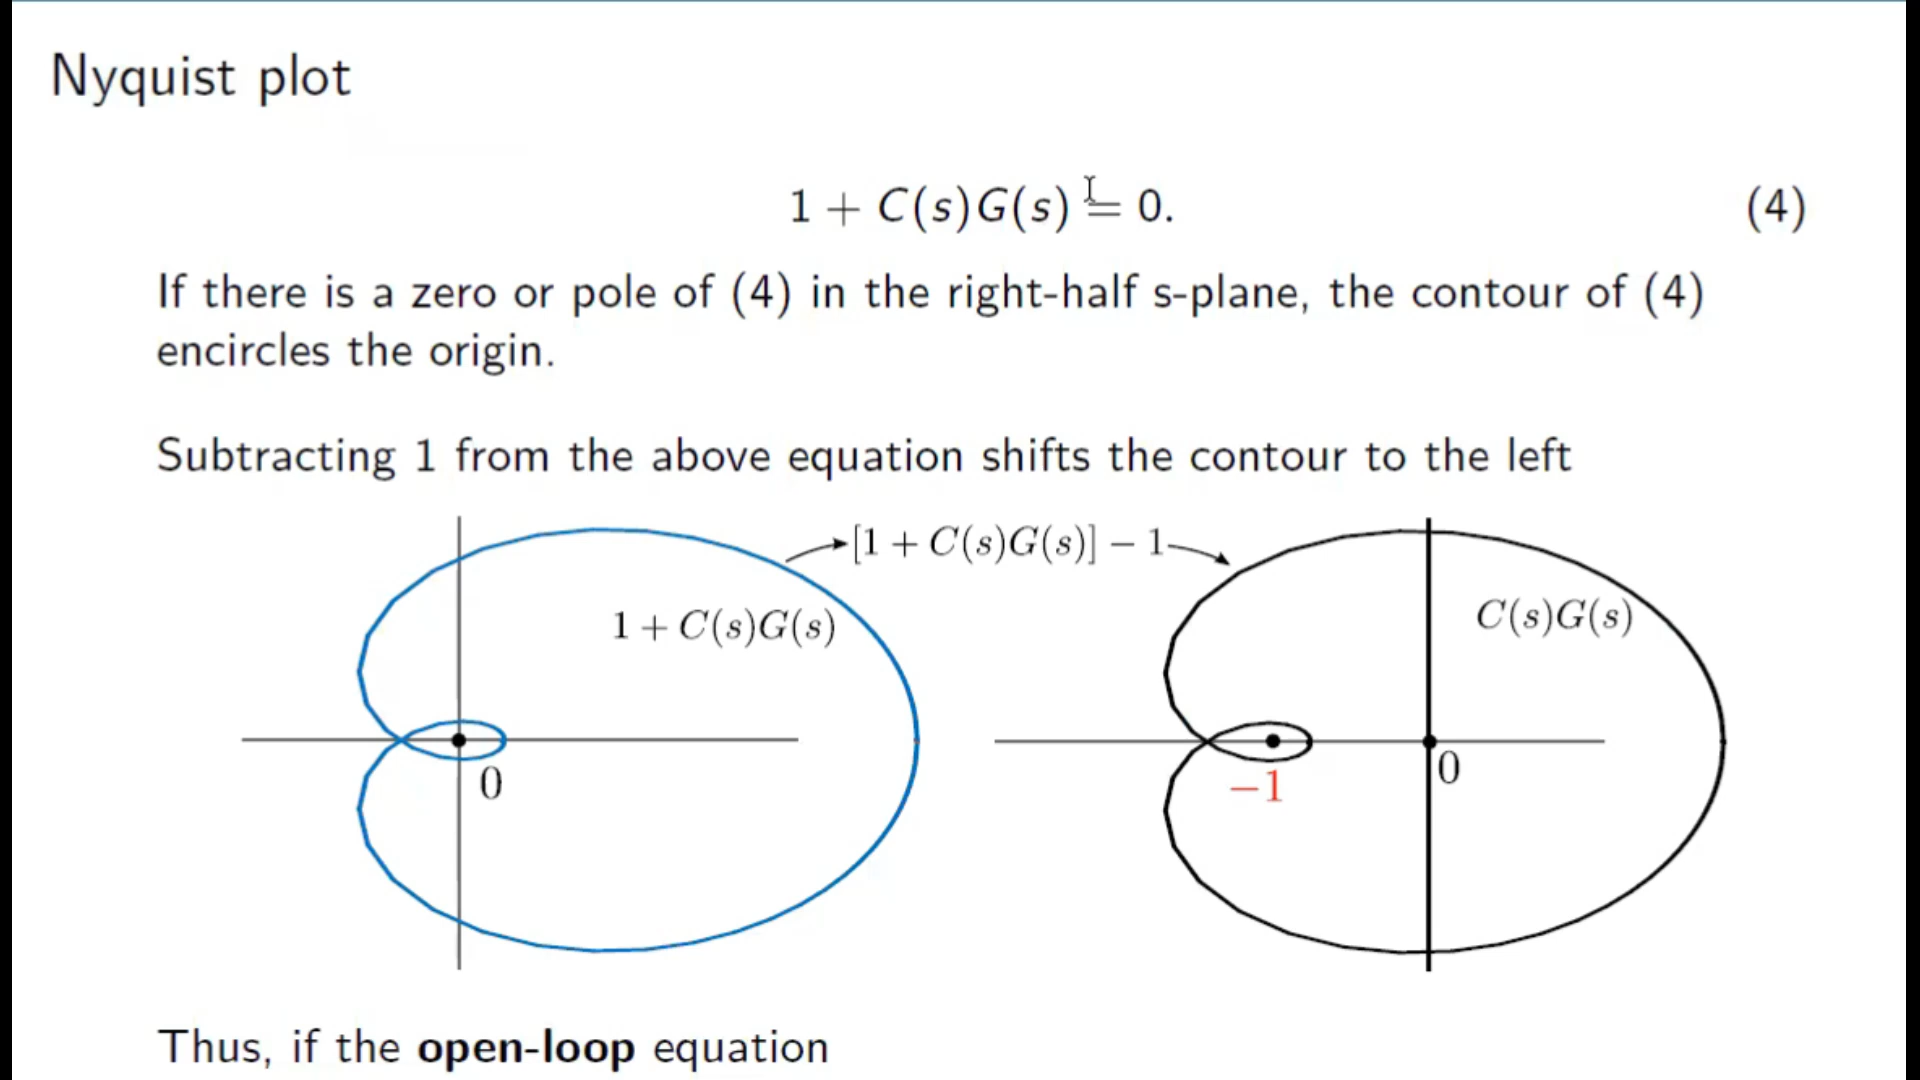 Nyquist plot
1 + C(s)G(s) = 0. (4)
If there is a zero or pole of (4) in the right-half s-plane, the contour of (4)
encircles the origin.
Subtracting 1 from the above equation shifts the contour to the left
[1 + C(s)G(s)] − 1
1 + C(s)G(s)
C(s)G(s)
0
−1
0
Thus, if the open-loop equation